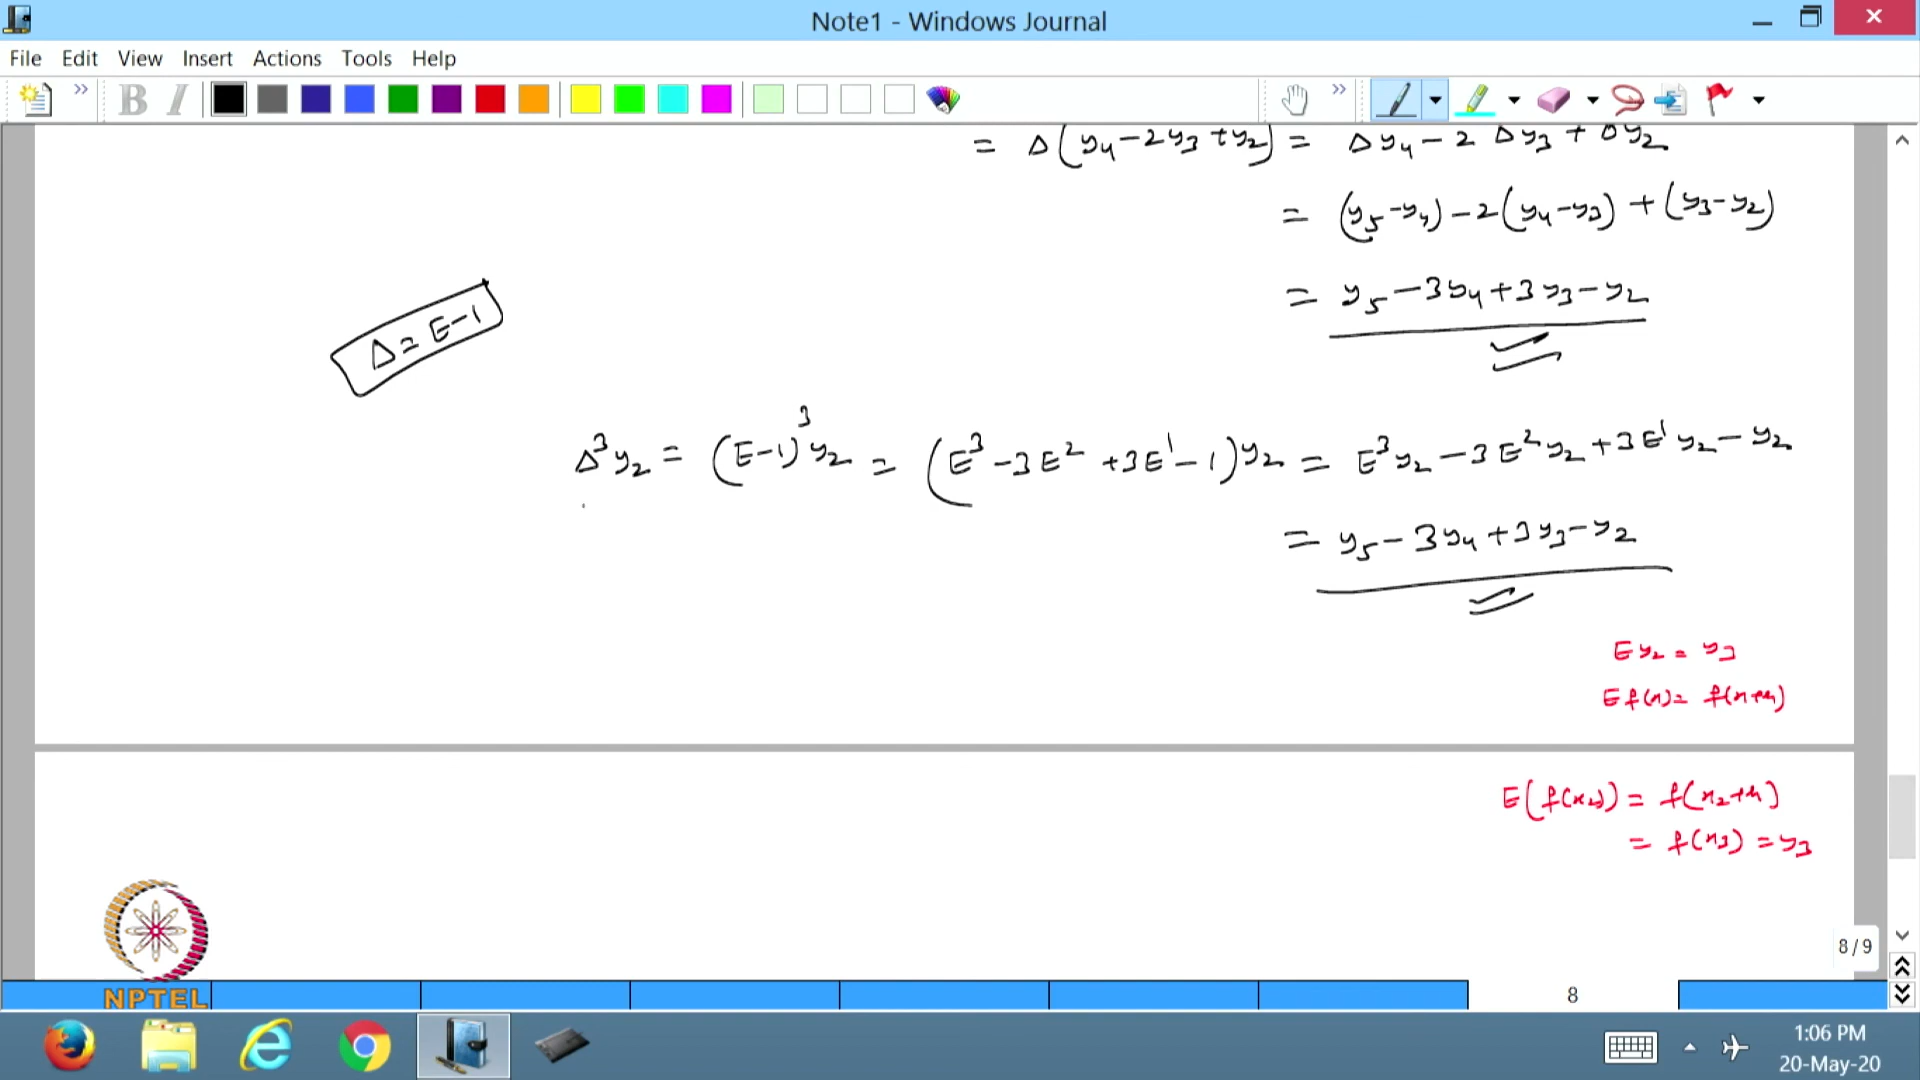 Note1 - Windows Journal
File Edit View Insert Actions Tools Help
B I
= Δ(y₄-2y₃+y₂) = Δy₄-2Δy₃+Δy₂
= (y₅-y₄)-2(y₄-y₃)+(y₃-y₂)
= y₅-3y₄+3y₃-y₂
Δ=E-1
Δ³y₂ = (E-1)³y₂ = (E³-3E²+3E¹-1)y₂ = E³y₂-3E²y₂+3E¹y₂-y₂
= y₅-3y₄+3y₃-y₂
Ey₂ = y₃
Ef(x)= f(x+h)
E(f(x₂)) = f(x₂+h)
= f(x₃) = y₃
8/9
NPTEL
8
1:06 PM
20-May-20